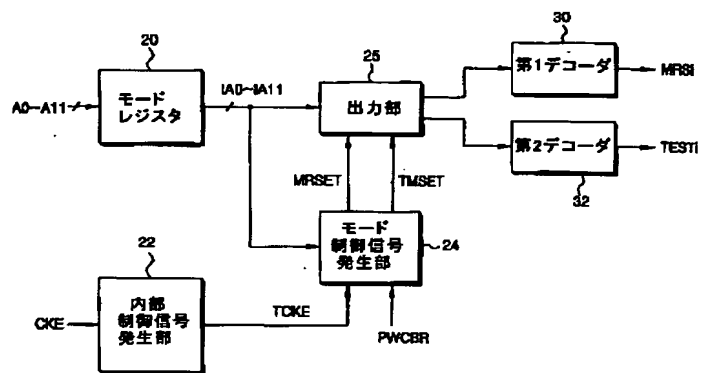 20
モード
レジスタ
A0~A11
IA0~IA11
25
出力部
30
第1デコーダ
MRSi
第2デコーダ
TESTi
32
MRSET
TMSET
モード
制御信号
発生部
24
22
内部
制御信号
発生部
CKE
TCKE
PWCBR